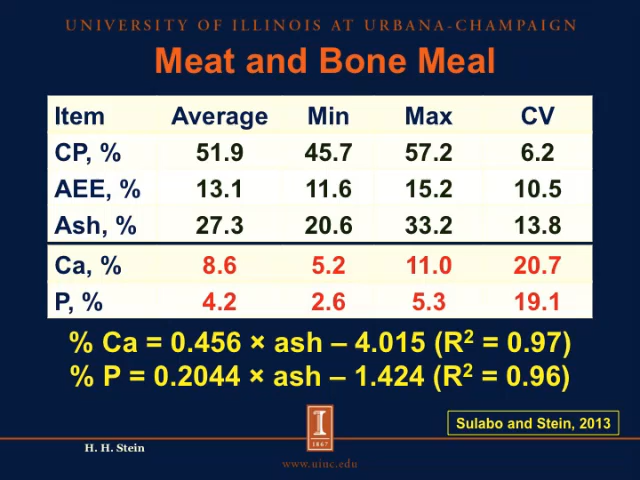 UNIVERSITY OF ILLINOIS AT URBANA-CHAMPAIGN
Meat and Bone Meal
Item Average Min Max CV
CP, % 51.9 45.7 57.2 6.2
AEE, % 13.1 11.6 15.2 10.5
Ash, % 27.3 20.6 33.2 13.8
Ca, % 8.6 5.2 11.0 20.7
P, % 4.2 2.6 5.3 19.1
% Ca = 0.456 × ash – 4.015 (R² = 0.97)
% P = 0.2044 × ash – 1.424 (R² = 0.96)
Sulabo and Stein, 2013
I
1867
H. H. Stein
www.uiuc.edu